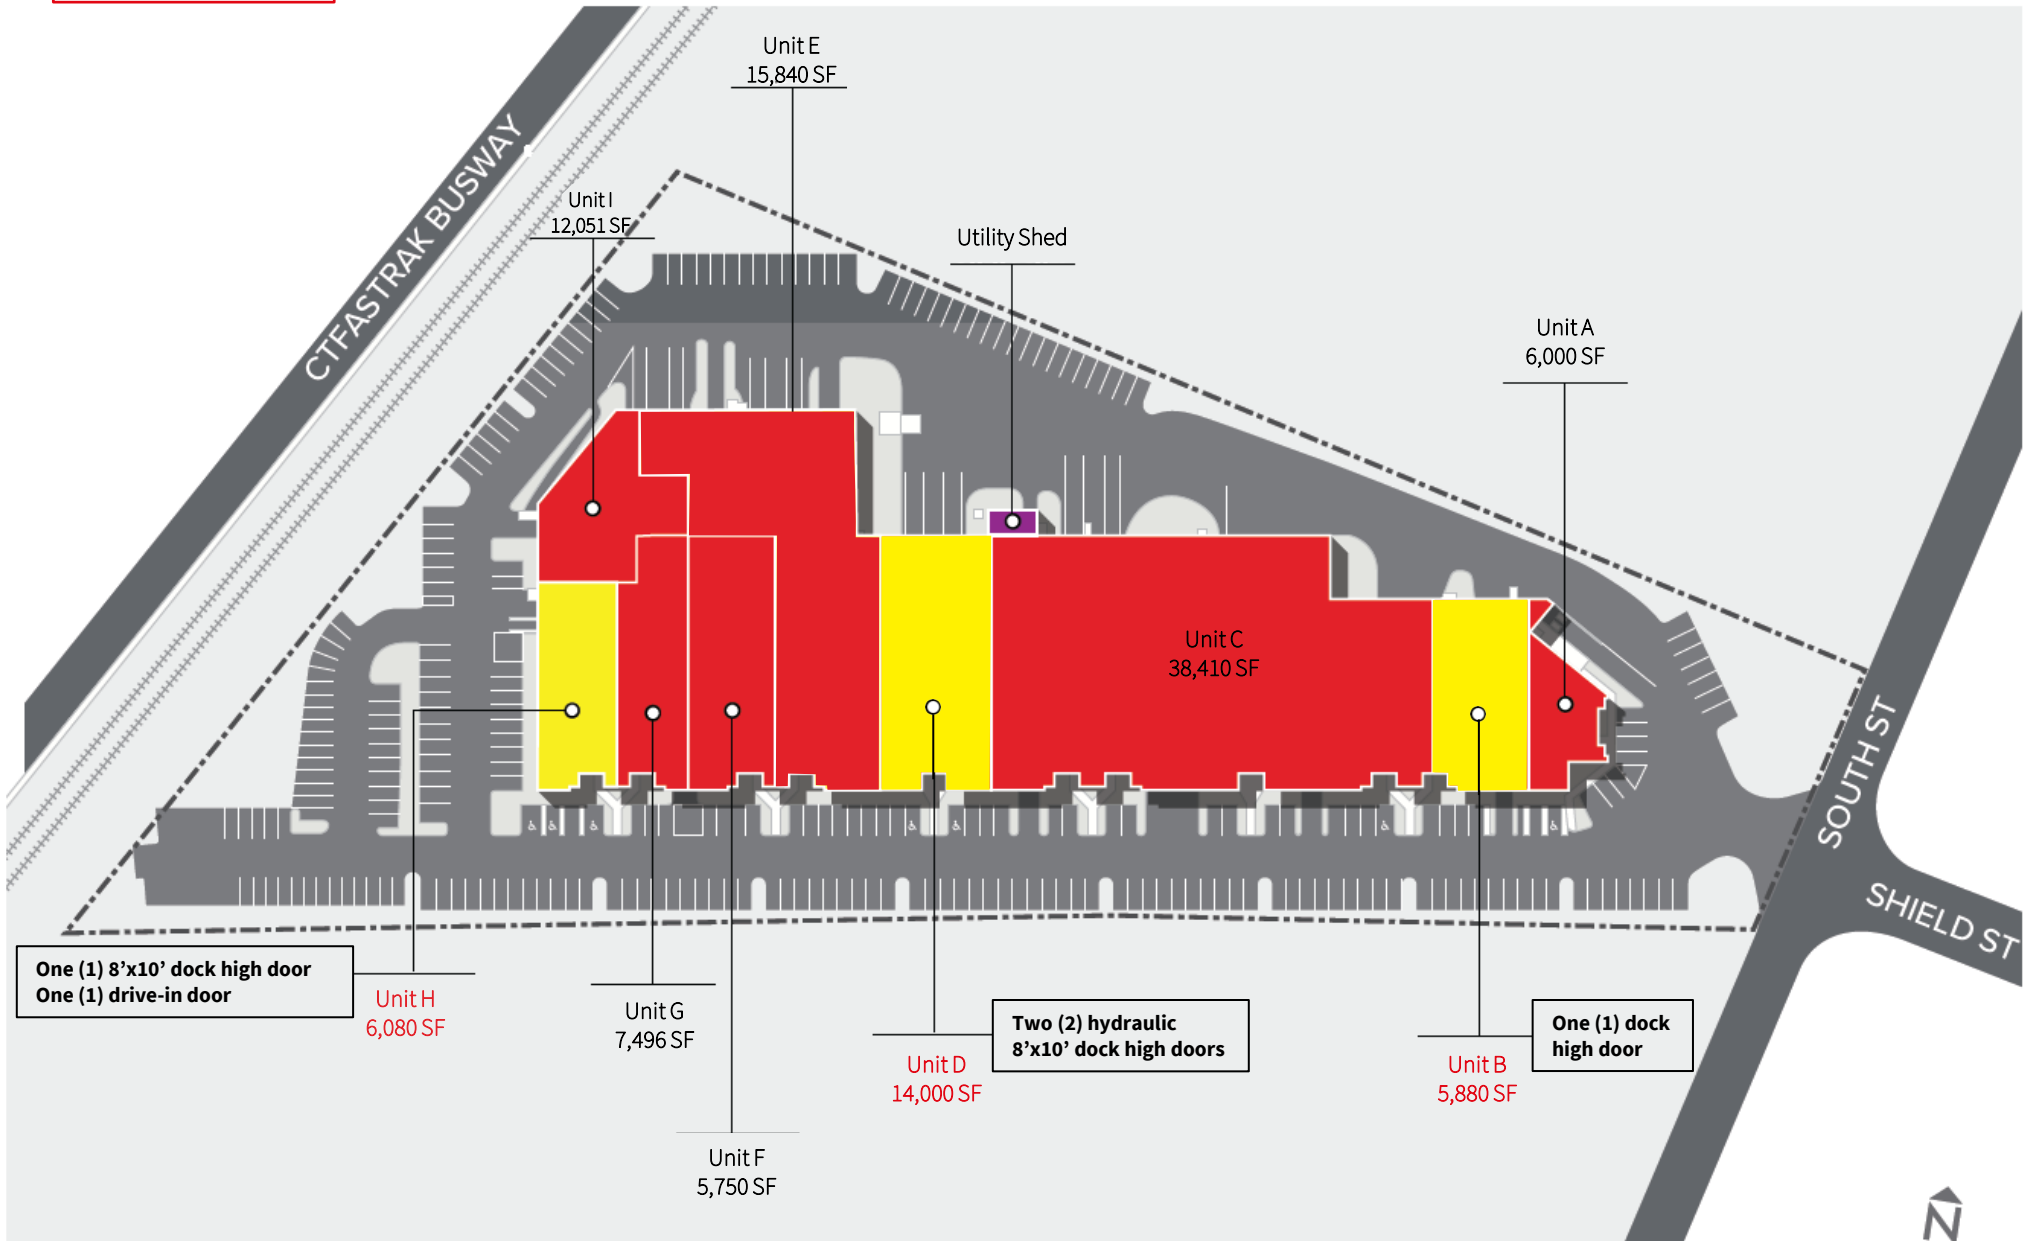 Unit E
15,840 SF
CTFASTRAK BUSWAY
Unit I
12,051 SF
Utility Shed
Unit A
6,000 SF
Unit C
38,410 SF
SOUTH ST
SHIELD ST
One (1) 8’x10’ dock high door
One (1) drive-in door
Unit H
6,080 SF
Unit G
7,496 SF
Two (2) hydraulic
8’x10’ dock high doors
Unit D
14,000 SF
One (1) dock
high door
Unit B
5,880 SF
Unit F
5,750 SF
N